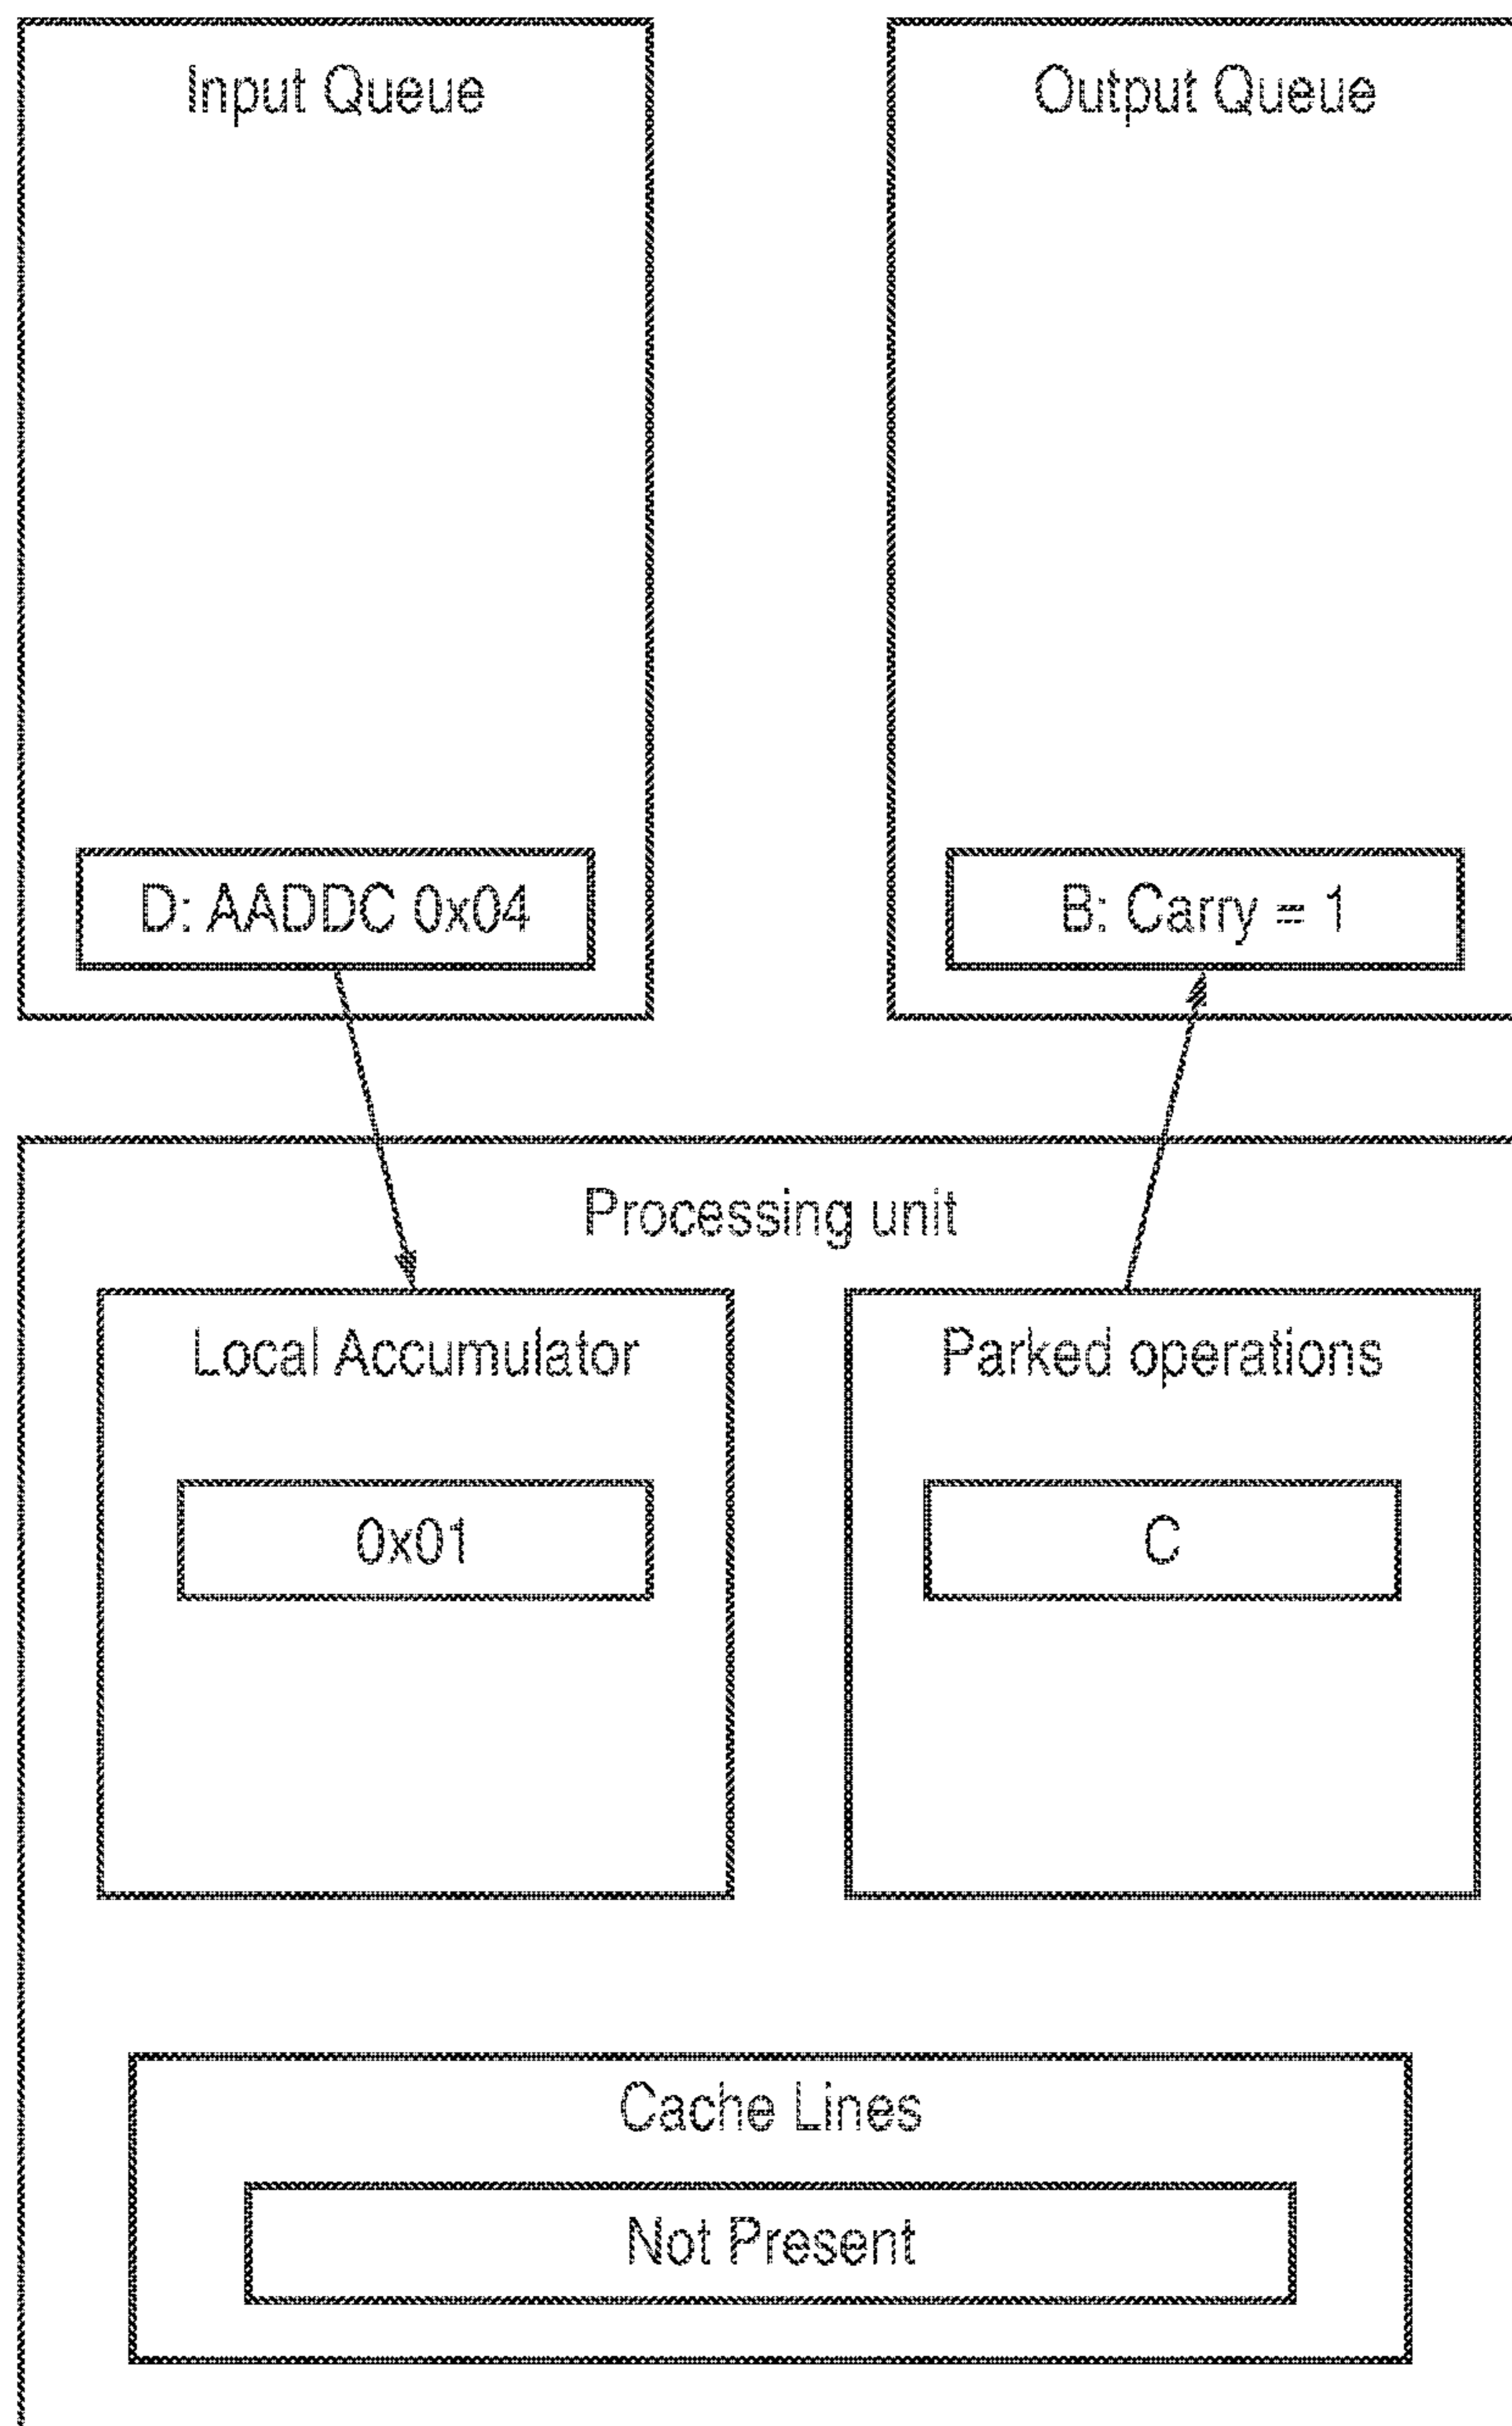 Input Queue
Output Queue
D: AADDC 0x04
B: Carry = 1
Processing unit
Local Accumulator
Parked operations
0x01
C
Cache Lines
Not Present